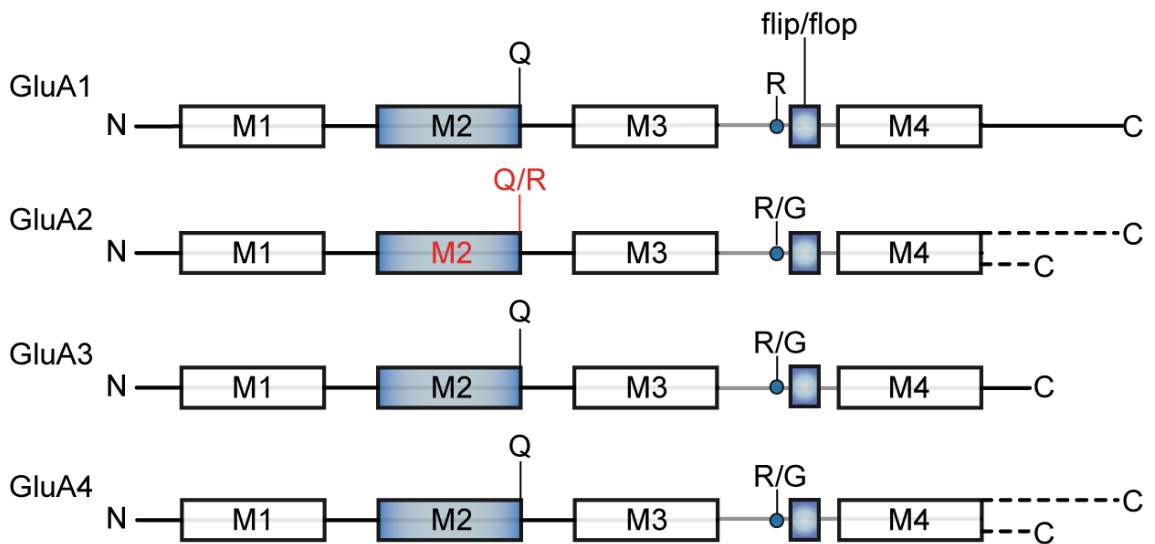 flip/flop
Q
R
GluA1
N M1 M2 M3 M4 C
Q/R
R/G
GluA2
N M1 M2 M3 M4 C
C
Q
R/G
GluA3
N M1 M2 M3 M4 C
Q
R/G
GluA4
N M1 M2 M3 M4 C
C